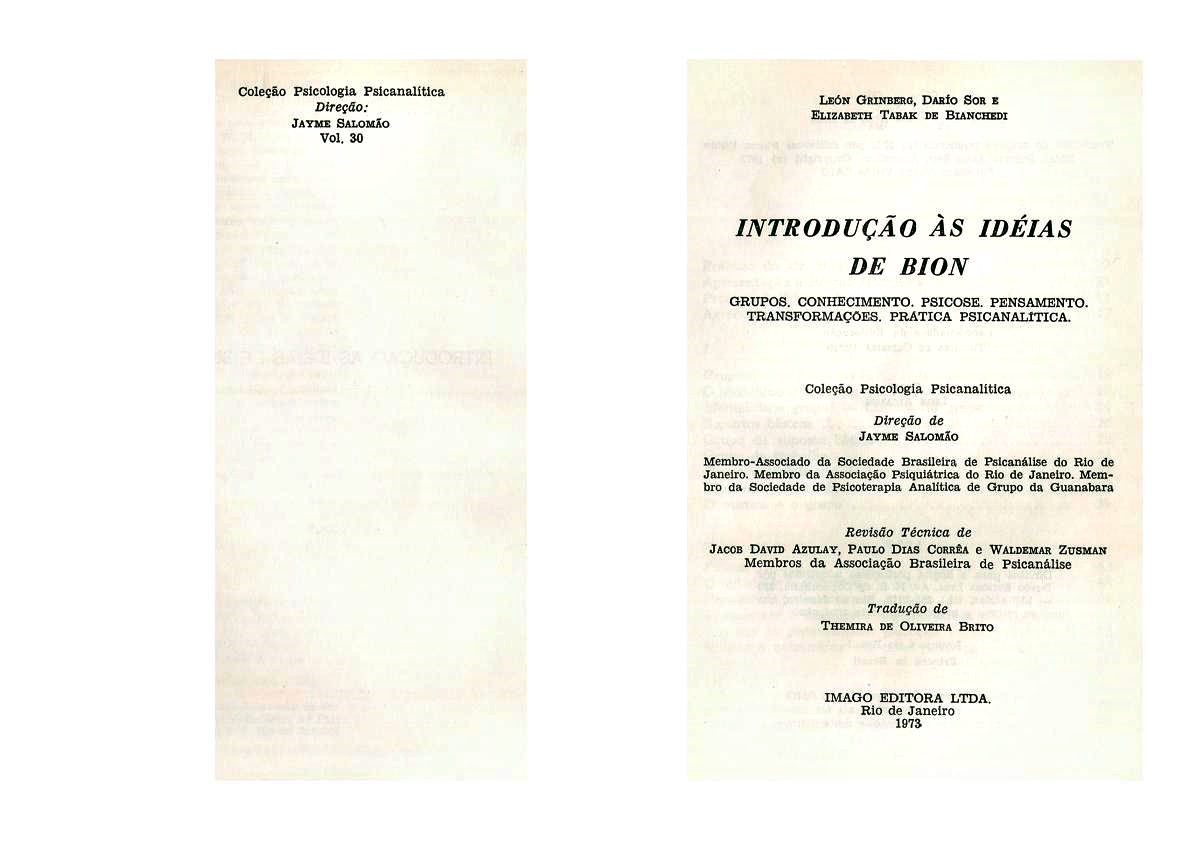 Coleção Psicologia Psicanalítica
Direção:
JAYME SALOMÃO
Vol. 30
LEÓN GRINBERG, DARÍO SOR E
ELIZABETH TABAK DE BIANCHEDI
INTRODUÇÃO ÀS IDÉIAS
DE BION
GRUPOS. CONHECIMENTO. PSICOSE. PENSAMENTO.
TRANSFORMAÇÕES. PRÁTICA PSICANALÍTICA.
Coleção Psicologia Psicanalítica
Direção de
JAYME SALOMÃO
Membro-Associado da Sociedade Brasileira de Psicanálise do Rio de
Janeiro. Membro da Associação Psiquiátrica do Rio de Janeiro. Mem-
bro da Sociedade de Psicoterapia Analítica de Grupo da Guanabara
Revisão Técnica de
JACOB DAVID AZULAY, PAULO DIAS CORRÊA e WALDEMAR ZUSMAN
Membros da Associação Brasileira de Psicanálise
Tradução de
THEMIRA DE OLIVEIRA BRITO
IMAGO EDITORA LTDA.
Rio de Janeiro
1973